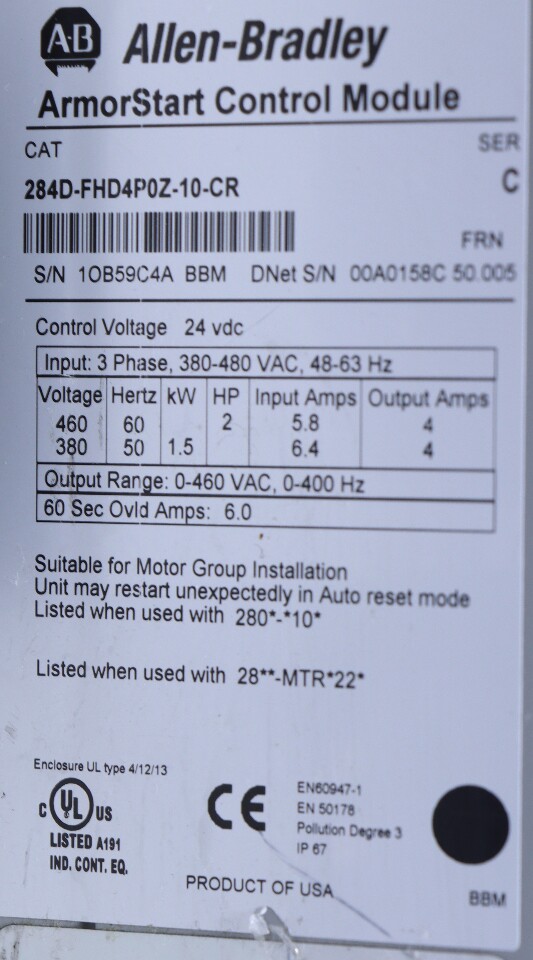 A-B Allen-Bradley
ArmorStart Control Module
CAT SER
284D-FHD4P0Z-10-CR C
FRN
S/N 1OB59C4A BBM DNet S/N 00A0158C 50.005
Control Voltage 24 vdc
Input: 3 Phase, 380-480 VAC, 48-63 Hz
Voltage Hertz kW HP Input Amps Output Amps
460 60 2 5.8 4
380 50 1.5 6.4 4
Output Range: 0-460 VAC, 0-400 Hz
60 Sec Ovld Amps: 6.0
Suitable for Motor Group Installation
Unit may restart unexpectedly in Auto reset mode
Listed when used with 280*-*10*
Listed when used with 28**-MTR*22*
Enclosure UL type 4/12/13
C UL US
LISTED A191
IND. CONT. EQ.
CE
EN60947-1
EN 50178
Pollution Degree 3
IP 67
PRODUCT OF USA
BBM